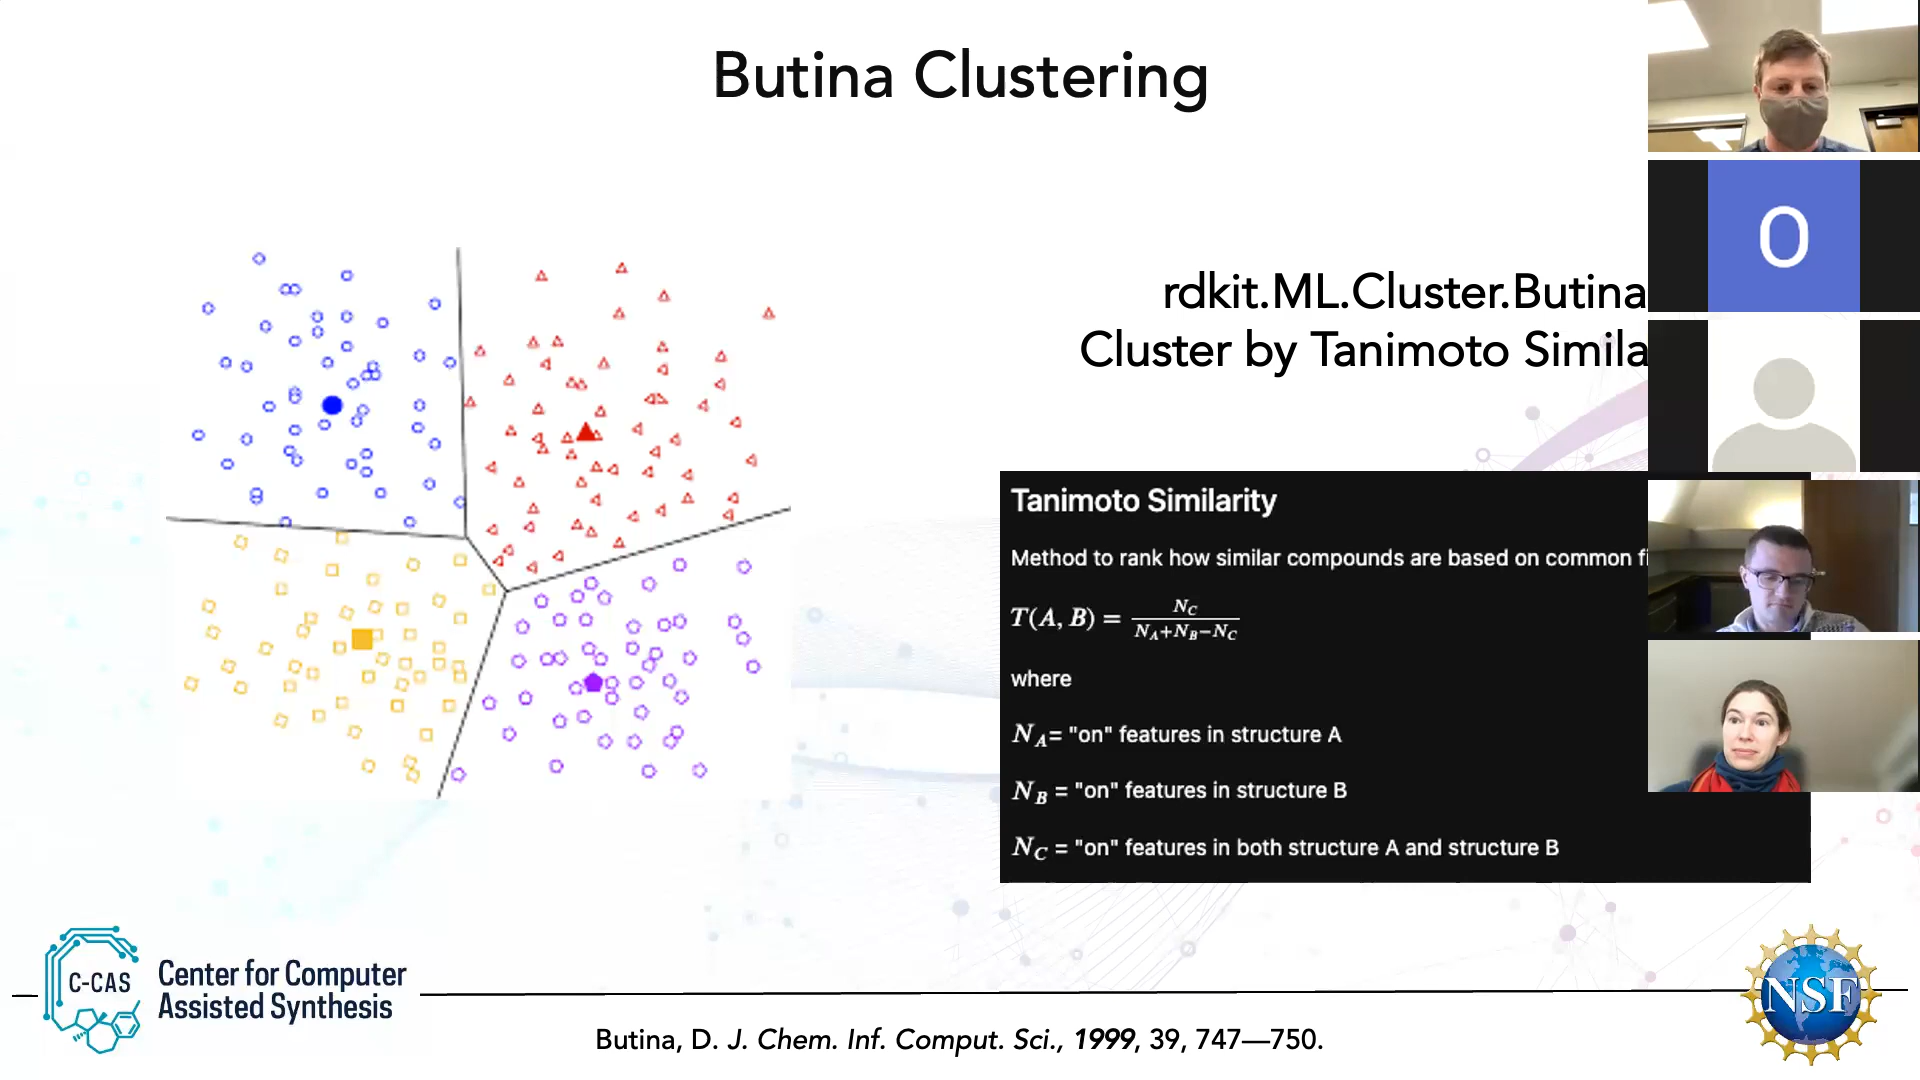 Butina Clustering
rdkit.ML.Cluster.Butina
Cluster by Tanimoto
O
Tanimoto Similarity
Method to rank how similar compounds are based on common
T(A, B) = N_C / N_A+N_B−N_C
where
N_A= "on" features in structure A
N_B = "on" features in structure B
N_C = "on" features in both structure A and structure B
C-CAS
Center for Computer
Assisted Synthesis
NSF
Butina, D. J. Chem. Inf. Comput. Sci., 1999, 39, 747—750.